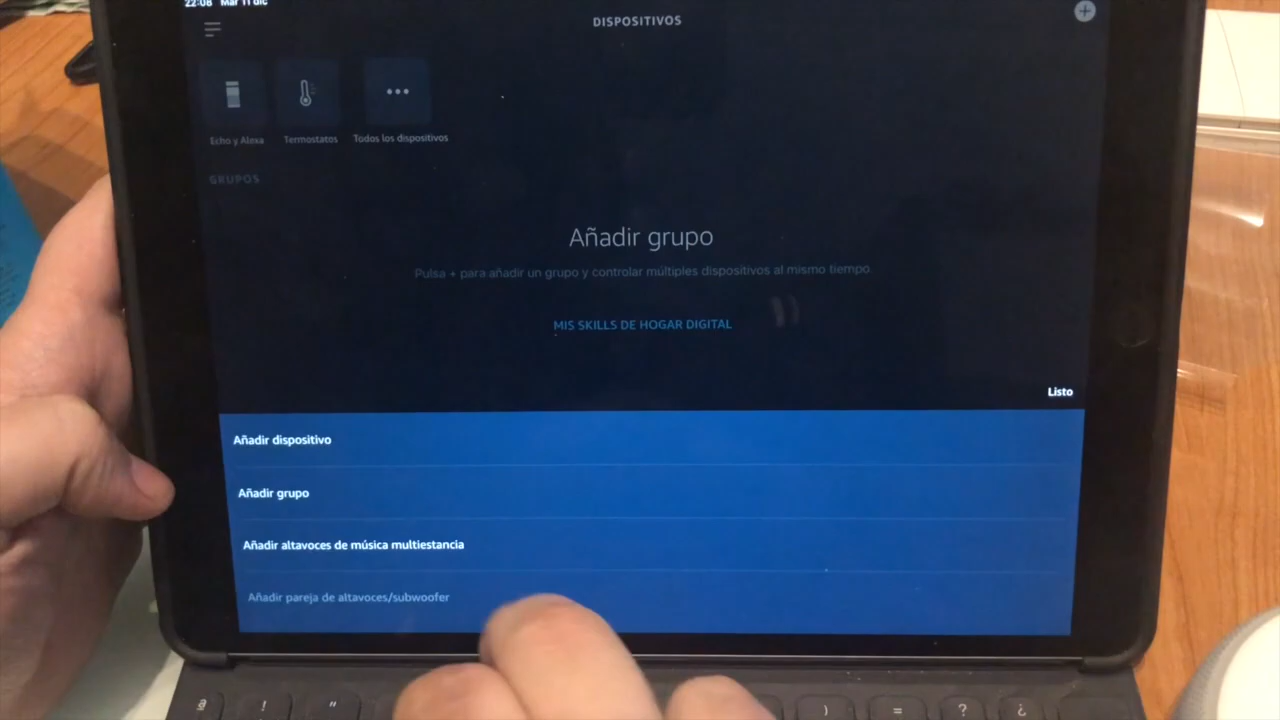 22:08 Mar 11 dic
DISPOSITIVOS
Echo y Alexa
Termostatos
Todos los dispositivos
GRUPOS
Añadir grupo
Pulsa + para añadir un grupo y controlar múltiples dispositivos al mismo tiempo
MIS SKILLS DE HOGAR DIGITAL
Listo
Añadir dispositivo
Añadir grupo
Añadir altavoces de música multiestancia
Añadir pareja de altavoces/subwoofer
ª ! " ) = ? ¿